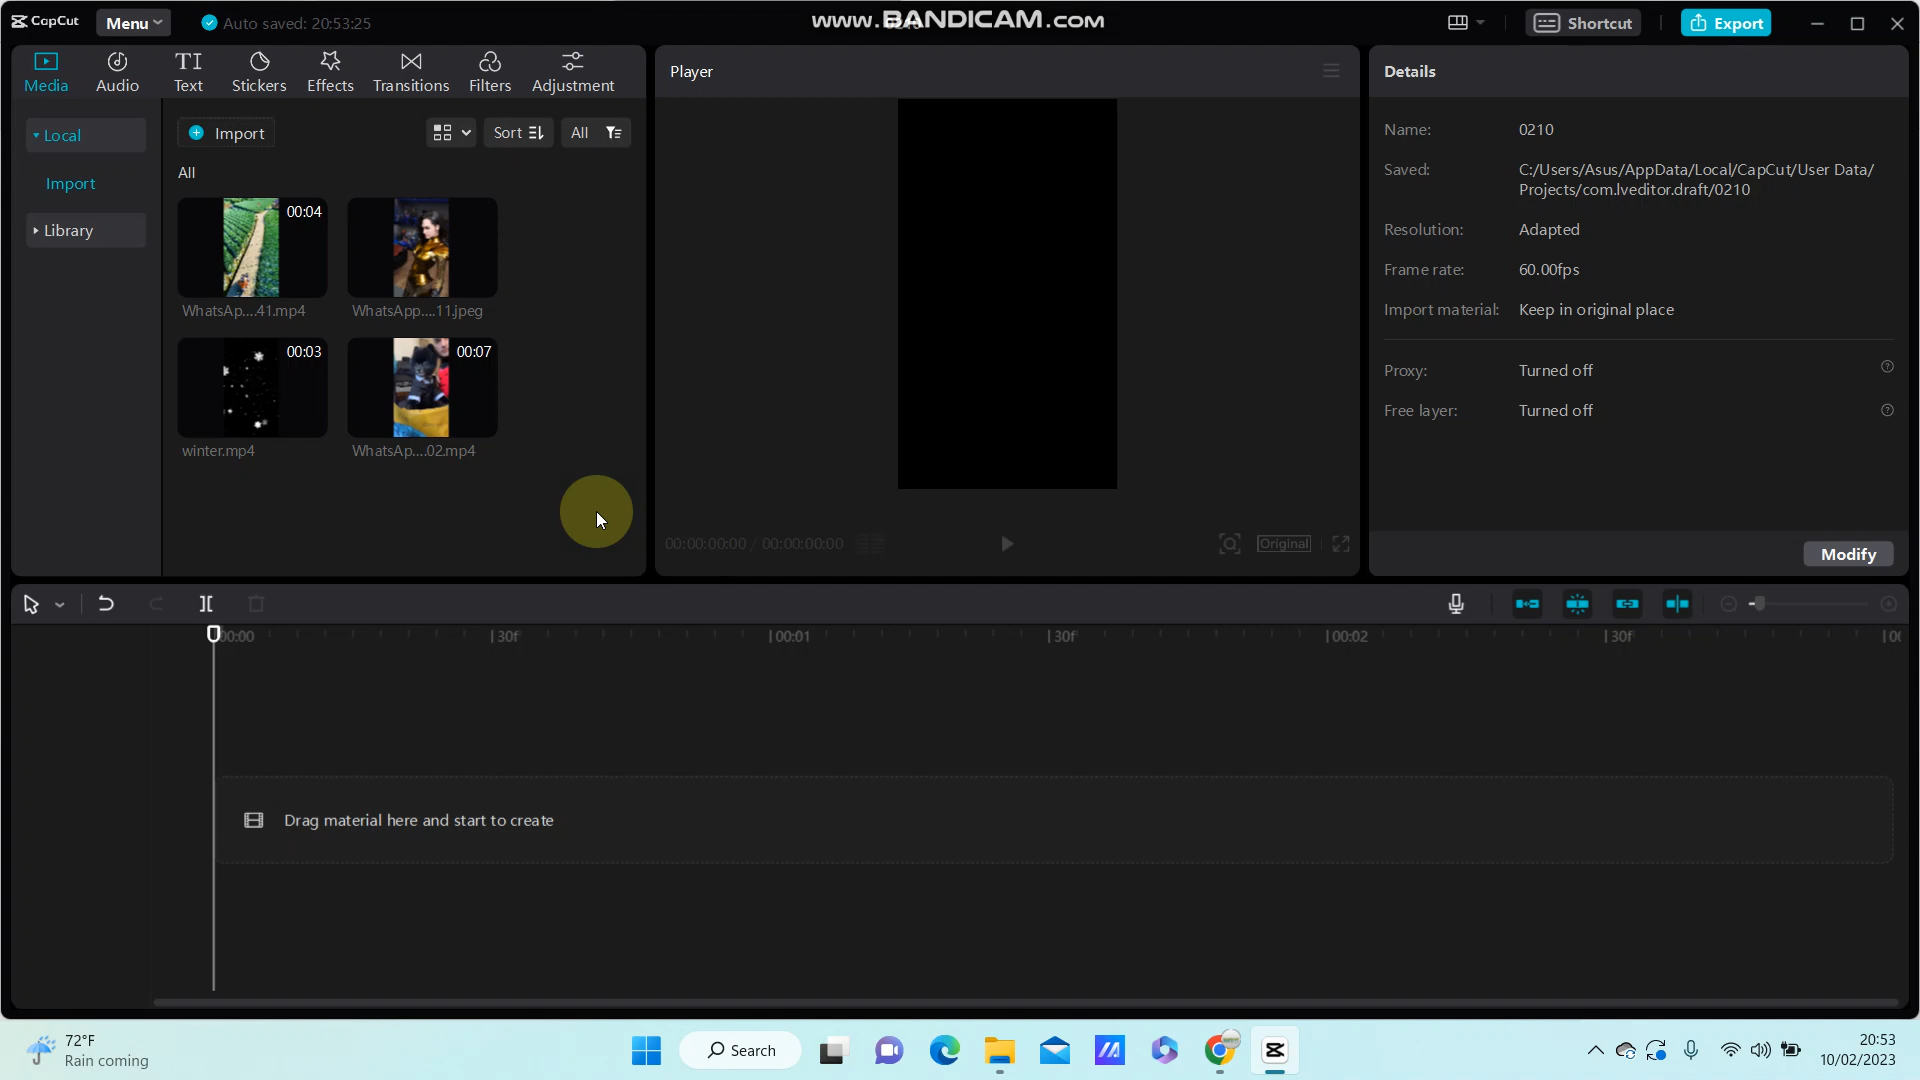 CapCut
Menu
Auto saved: 20:53:25
www.BANDICAM.com
Shortcut
Export
Media
Audio
Text
Stickers
Effects
Transitions
Filters
Adjustment
Local
Import
Library
Import
Sort
All
All
00:04
WhatsAp....41.mp4
WhatsApp....11.jpeg
00:03
winter.mp4
00:07
WhatsAp....02.mp4
Player
00:00:00:00 / 00:00:00:00
Original
Details
Name: 0210
Saved: C:/Users/Asus/AppData/Local/CapCut/User Data/
Projects/com.lveditor.draft/0210
Resolution: Adapted
Frame rate: 60.00fps
Import material: Keep in original place
Proxy: Turned off
Free layer: Turned off
Modify
00:00
30f
00:01
30f
00:02
30f
Drag material here and start to create
72°F
Rain coming
Search
20:53
10/02/2023